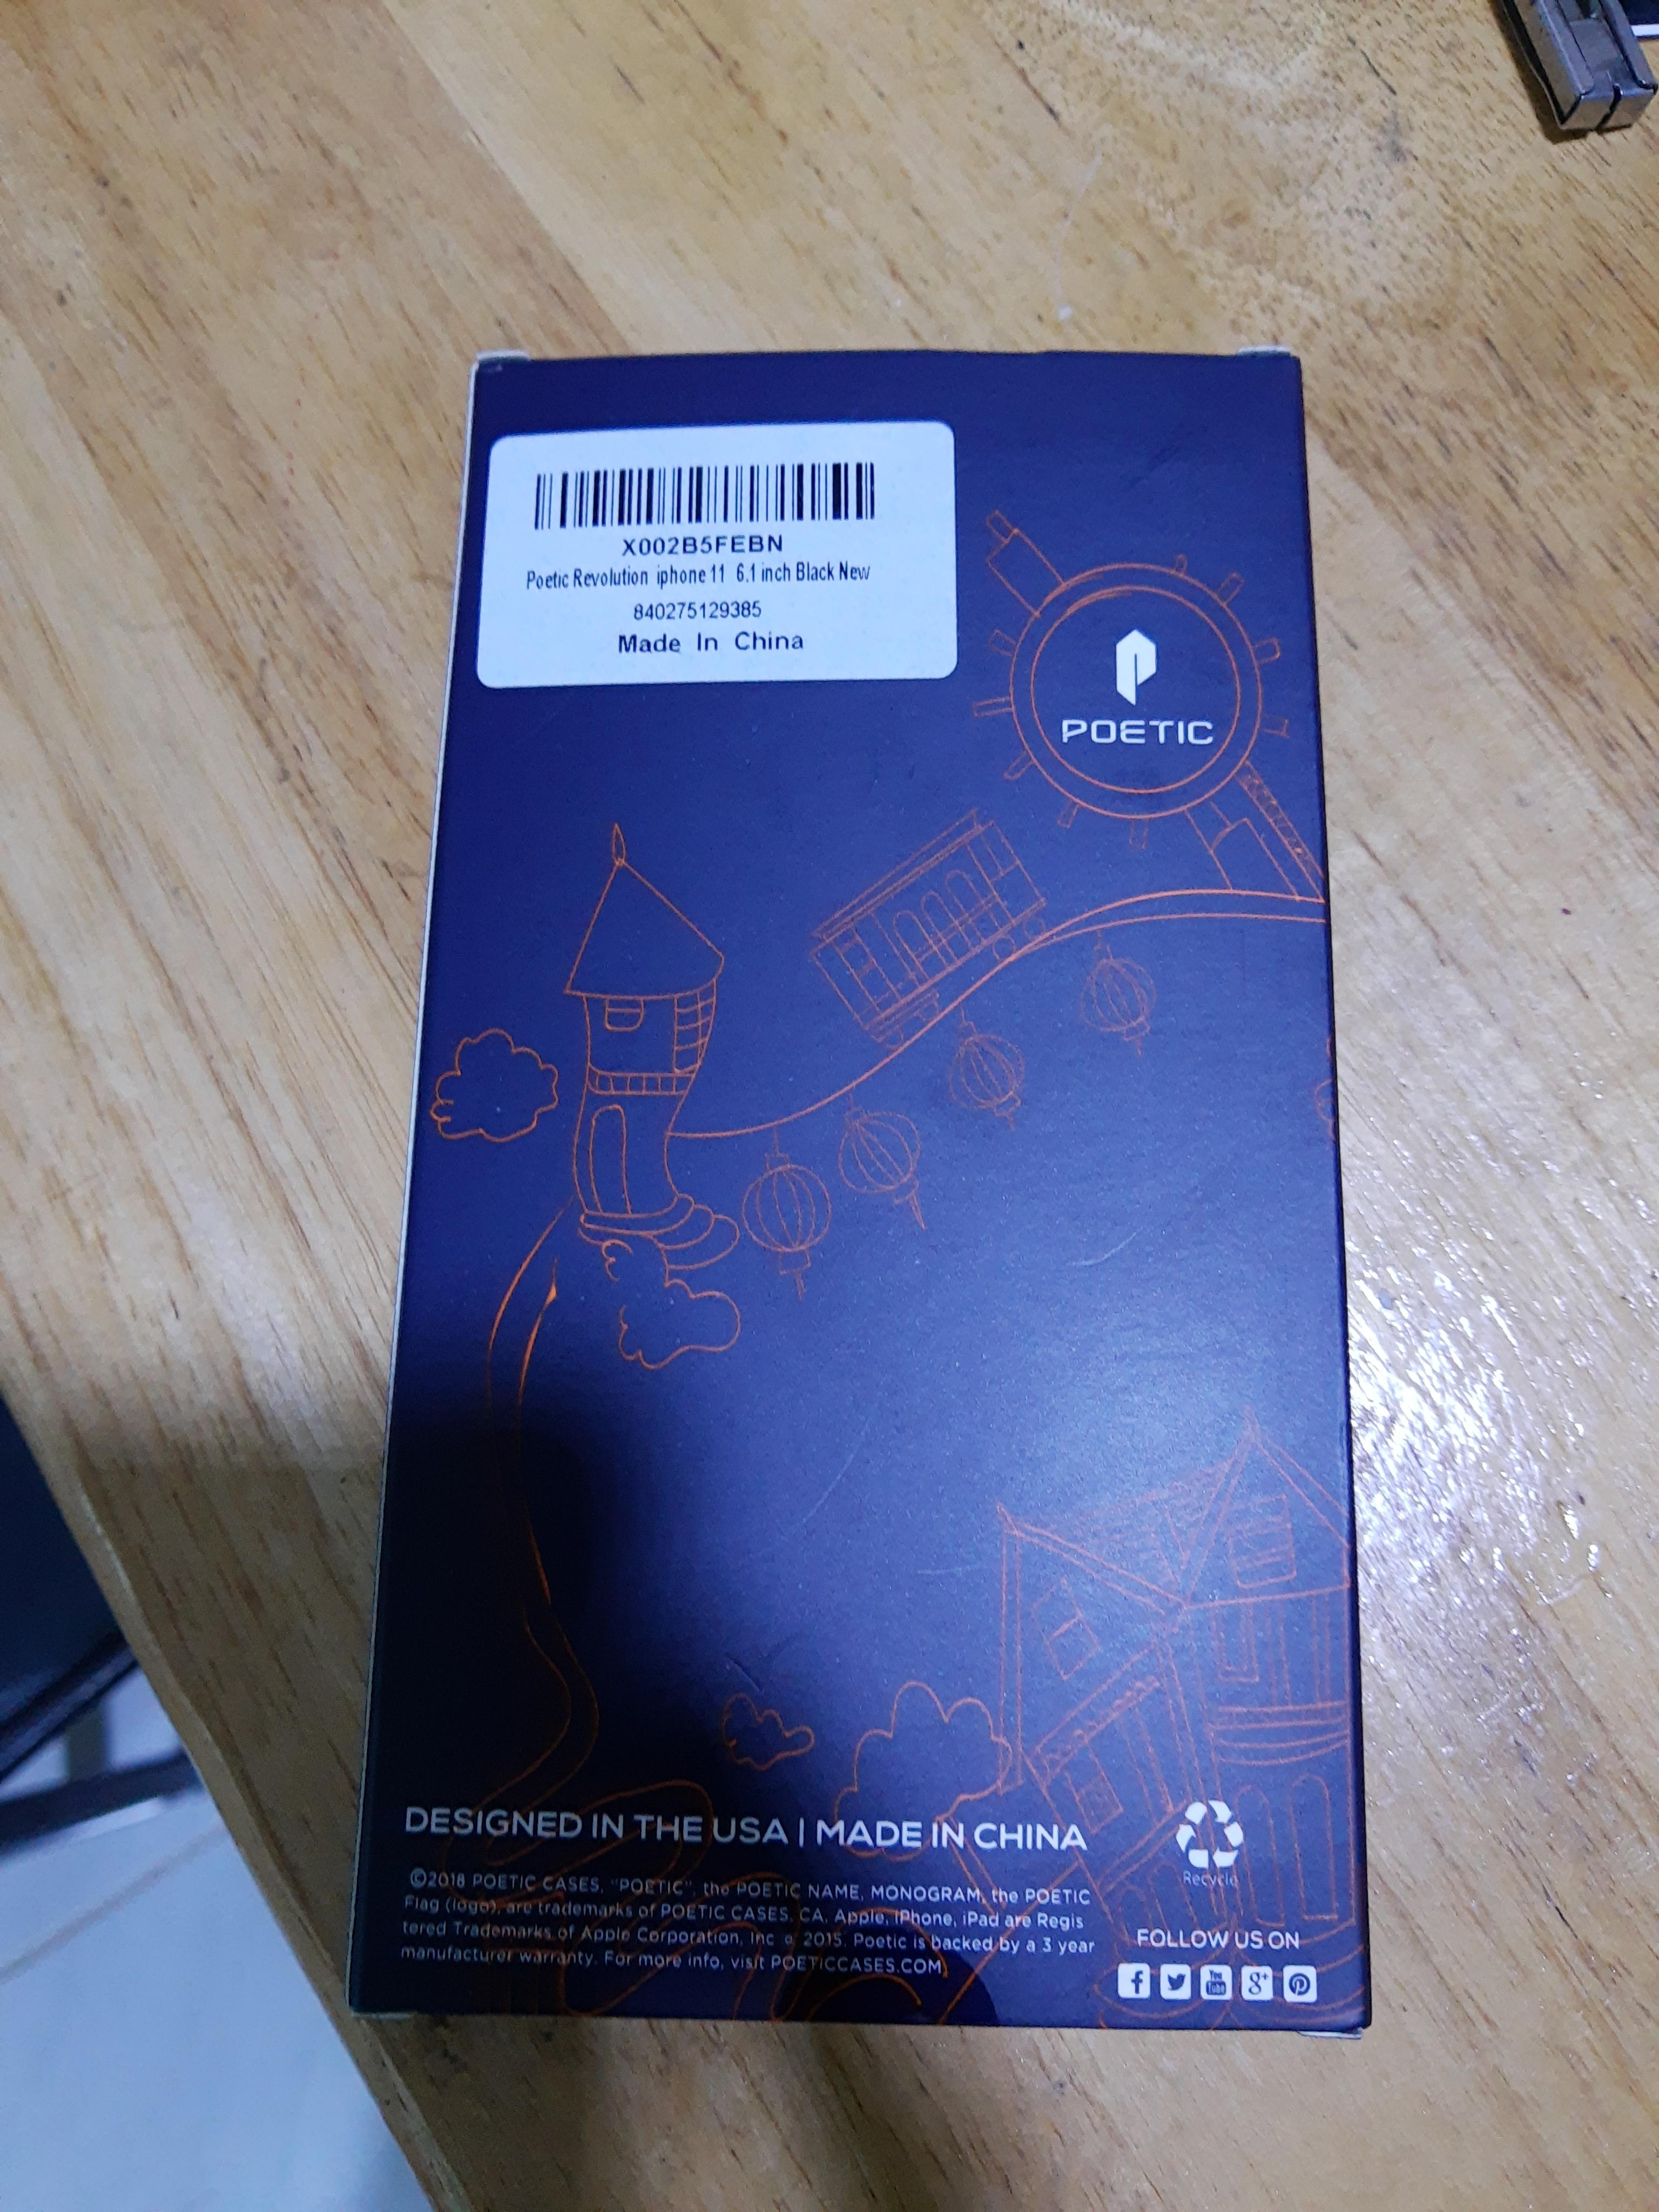 X002B5FEBN
Poetic Revolution iphone 11 6.1 inch Black New
840275129385
Made In China
POETIC
DESIGNED IN THE USA | MADE IN CHINA
©2018 POETIC CASES, "POETIC", the POETIC NAME, MONOGRAM, the POETIC
Flag (logo), are trademarks of POETIC CASES. CA, Apple, iPhone, iPad are Regis
tered Trademarks of Apple Corporation, Inc © 2015. Poetic is backed by a 3 year
manufacturer warranty. For more info, visit POETICCASES.COM
Recycle
FOLLOW US ON
f
You
Tube
g+